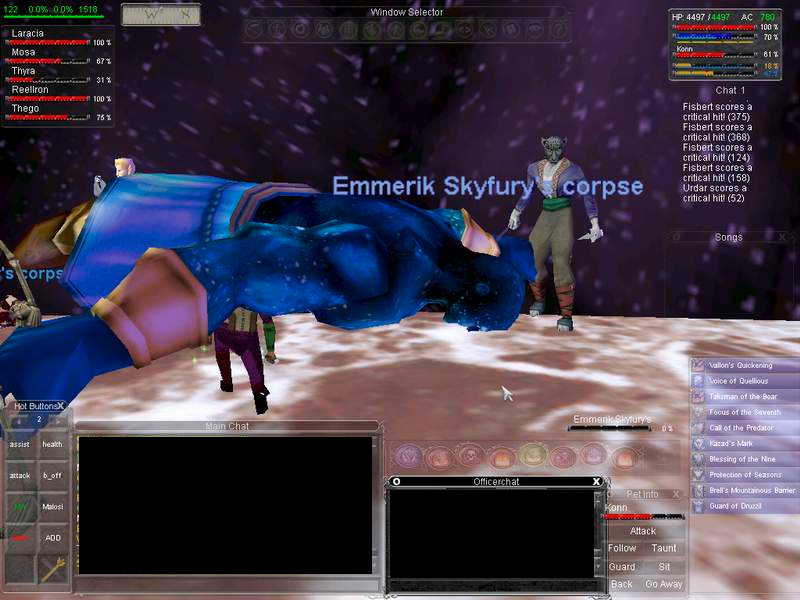 122 0.0% 0.0% 1518
W N
Window Selector
HP: 4497 / 4497 AC 780
100 %
70 %
Konn
61 %
18 %
47 %
Laracia
100 %
Mosa
67 %
Thyra
31 %
ReelIron
100 %
Thego
75 %
Chat 1
Fisbert scores a
critical hit! (375)
Fisbert scores a
critical hit! (368)
Fisbert scores a
critical hit! (124)
Fisbert scores a
critical hit! (158)
Urdar scores a
critical hit! (52)
Emmerik Skyfury's corpse
's corps
O Songs X
Vallon's Quickening
Voice of Quellious
Talisman of the Boar
Focus of the Seventh
Call of the Predator
Kazad's Mark
Blessing of the Nine
Protection of Seasons
Brell's Mountainous Barrier
Guard of Druzzil
Hot Buttons X
2
assist health
attack b_off
Malosi
ADD
Main Chat
Emmerik Skyfury's
0 %
O Officerchat X
Pet Info X
Konn
Attack
Follow Taunt
Guard Sit
Back Go Away